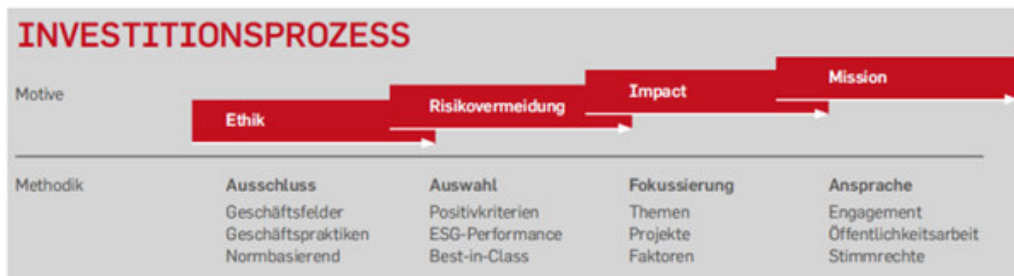 INVESTITIONSPROZESS
Motive
Ethik
Risikovermeidung
Impact
Mission
Methodik
Ausschluss
Geschäftsfelder
Geschäftspraktiken
Normbasierend
Auswahl
Positivkriterien
ESG-Performance
Best-in-Class
Fokussierung
Themen
Projekte
Faktoren
Ansprache
Engagement
Öffentlichkeitsarbeit
Stimmrechte